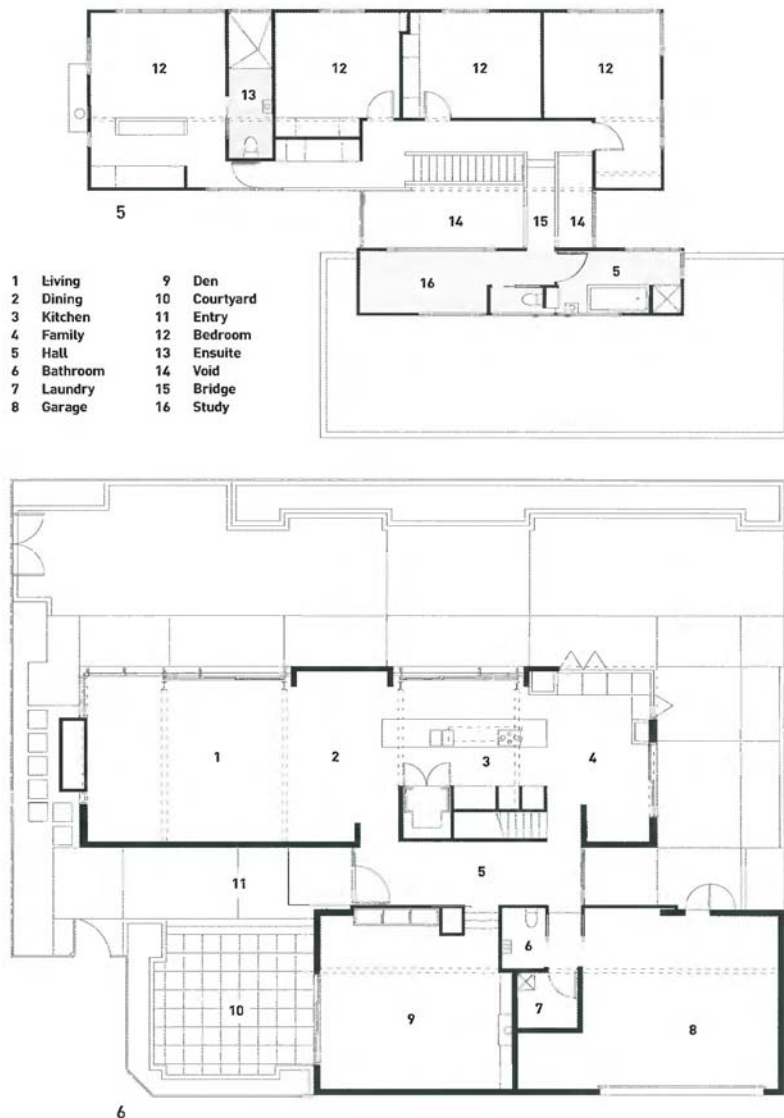 12
12
12
12
13
5
14
15
14
16
5
1 Living
2 Dining
3 Kitchen
4 Family
5 Hall
6 Bathroom
7 Laundry
8 Garage
9 Den
10 Courtyard
11 Entry
12 Bedroom
13 Ensuite
14 Void
15 Bridge
16 Study
1
2
3
4
5
11
6
7
8
9
10
6